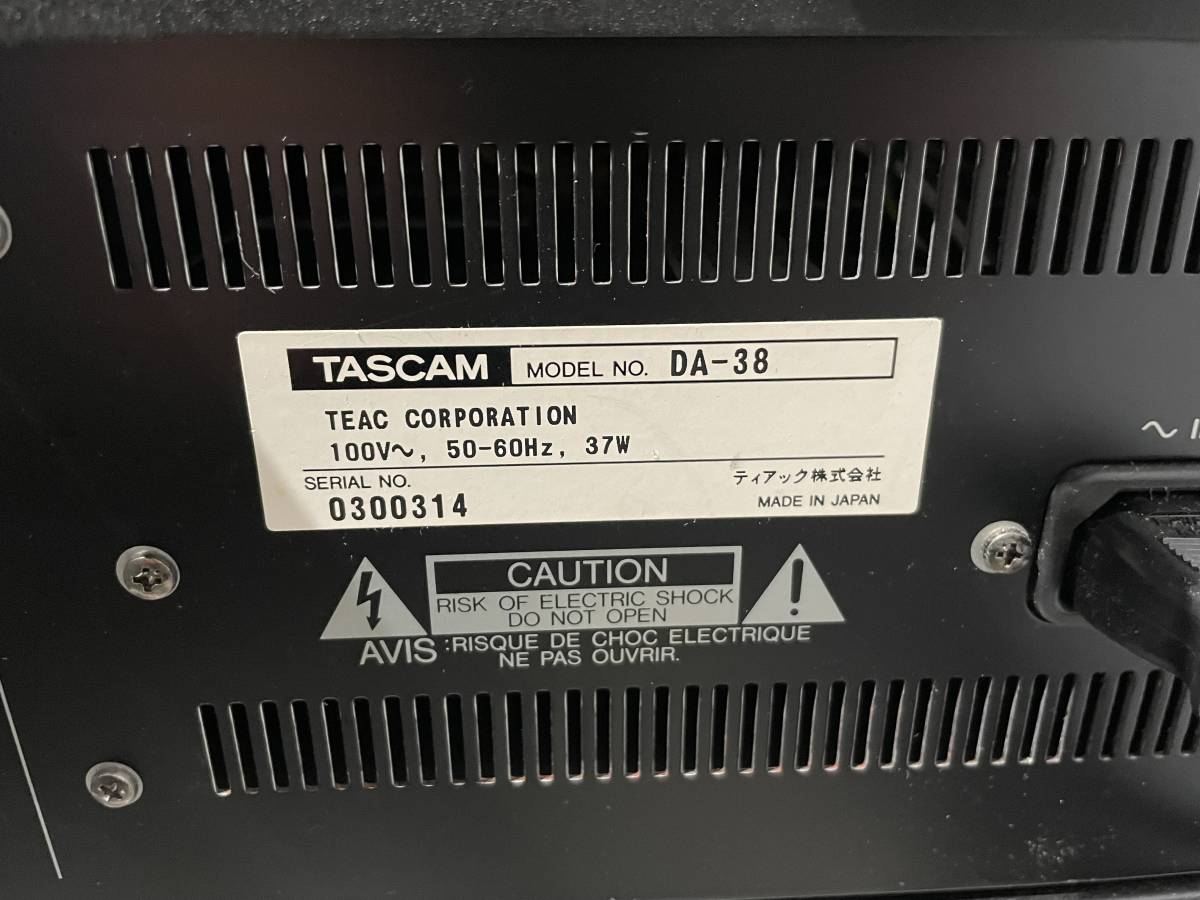 TASCAM MODEL NO. DA-38
TEAC CORPORATION
100V～, 50-60Hz, 37W
SERIAL NO.
0300314
ティアック株式会社
MADE IN JAPAN
～
CAUTION
RISK OF ELECTRIC SHOCK
DO NOT OPEN
AVIS :RISQUE DE CHOC ELECTRIQUE
NE PAS OUVRIR.